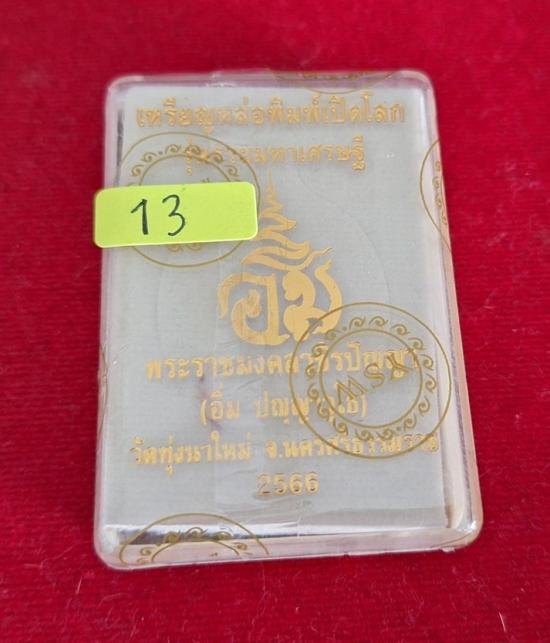 เหรียญหล่อพิมพ์เปิดโลก
รุ่นรวยมหาเศรษฐี
13
อิ่ม
พระราชมงคลวชิรปัญญา
(อิ่ม ปญฺญาวุโธ)
วัดทุ่งนาใหม่ จ.นครศรีธรรมราช
2566